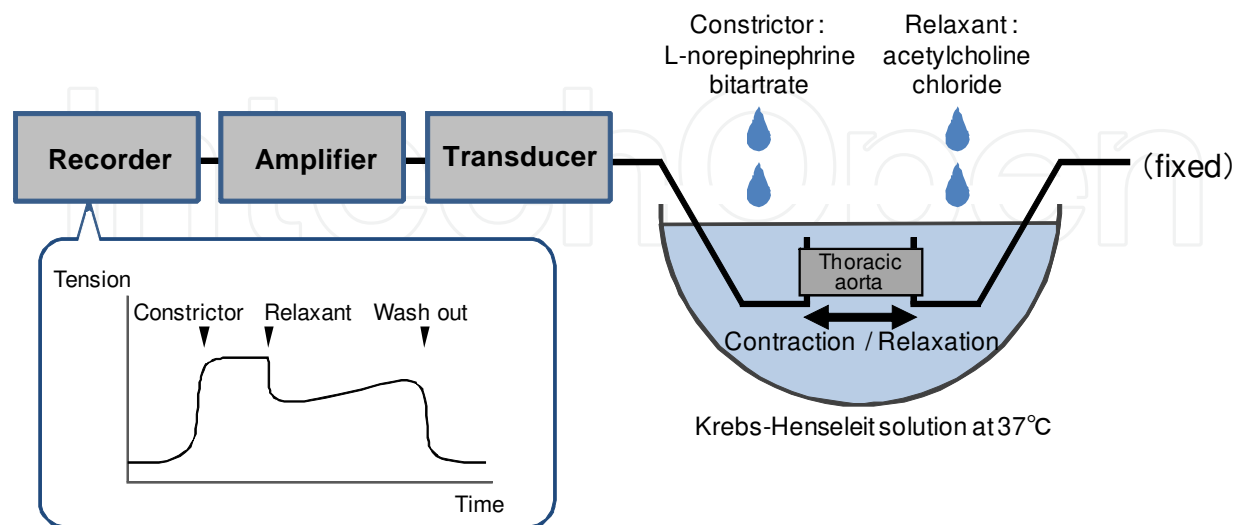 Constrictor:
L-norepinephrine
bitartrate
Relaxant:
acetylcholine
chloride
Recorder
Amplifier
Transducer
(fixed)
IntechOpen
Thoracic
aorta
Contraction / Relaxation
Krebs-Henseleit solution at 37℃
Tension
Constrictor
Relaxant
Wash out
Time